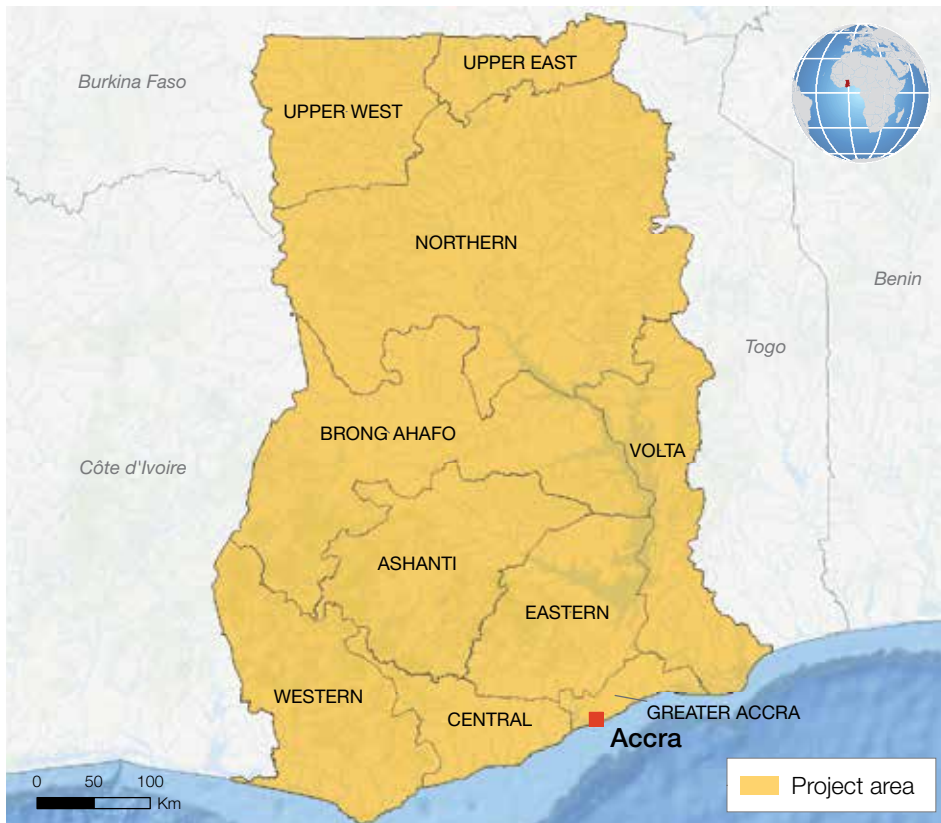 UPPER EAST
Burkina Faso
UPPER WEST
NORTHERN
Benin
Togo
BRONG AHAFO
VOLTA
Côte d'Ivoire
ASHANTI
EASTERN
WESTERN
GREATER ACCRA
CENTRAL
Accra
0 50 100
Km
Project area